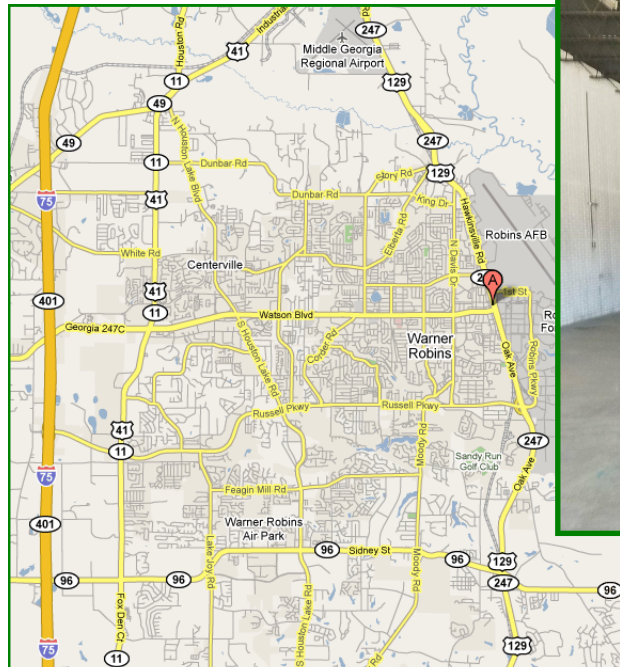 247
Industrial
Houston Rd
41
Middle Georgia
Regional Airport
11
129
49
N Houston Lake Blvd
247
49
11
Dunbar Rd
129
Dunbar Rd
King Dr
75
41
Elberta Rd
N Davis Dr
Hawkinsville Rd
Robins AFB
White Rd
Centerville
41
A
401
11
Watson Blvd
Georgia 247C
Warner
Robins
S Houston Lake Rd
Oak Ave
Robins Pkwy
Russell Pkwy
Russell Pkwy
41
11
Moody Rd
247
Sandy Run
Golf Club
75
Oak Ave
Feagin Mill Rd
401
Warner Robins
Air Park
96
Sidney St
96
129
Lake Joy Rd
Moody Rd
247
96
96
96
Fox Den Ct
S Houston Lake Rd
75
11
129